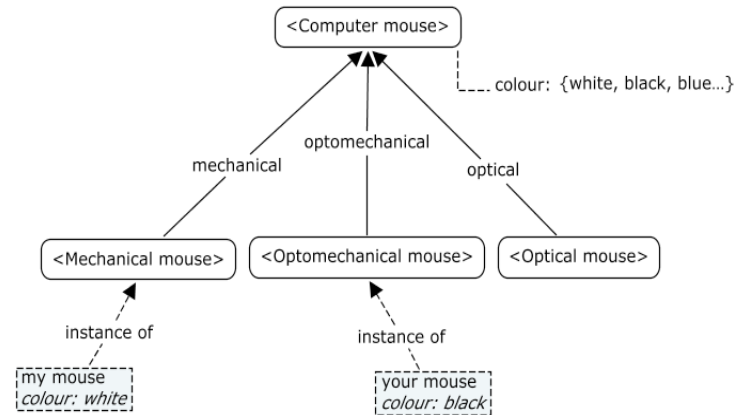 <Computer mouse>
colour: {white, black, blue…}
mechanical
optomechanical
optical
<Mechanical mouse>
<Optomechanical mouse>
<Optical mouse>
instance of
instance of
my mouse
colour: white
your mouse
colour: black